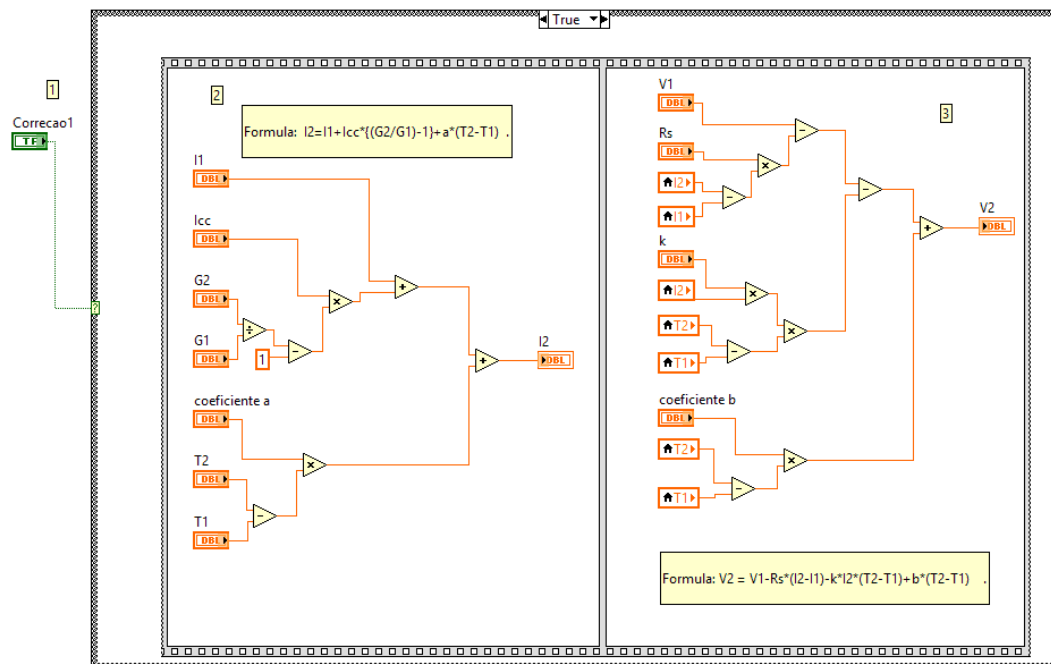 True
1
Correcao1
TF
?
2
Formula: I2=I1+Icc*{(G2/G1)-1}+a*(T2-T1) .
I1
DBL
Icc
DBL
G2
DBL
÷
G1
DBL
1
-
×
+
coeficiente a
DBL
T2
DBL
T1
DBL
-
×
+
I2
DBL
3
V1
DBL
Rs
DBL
I2
I1
-
×
-
k
DBL
I2
×
T2
T1
-
×
-
coeficiente b
DBL
T2
T1
-
×
+
V2
DBL
Formula: V2 = V1-Rs*(I2-I1)-k*I2*(T2-T1)+b*(T2-T1) .